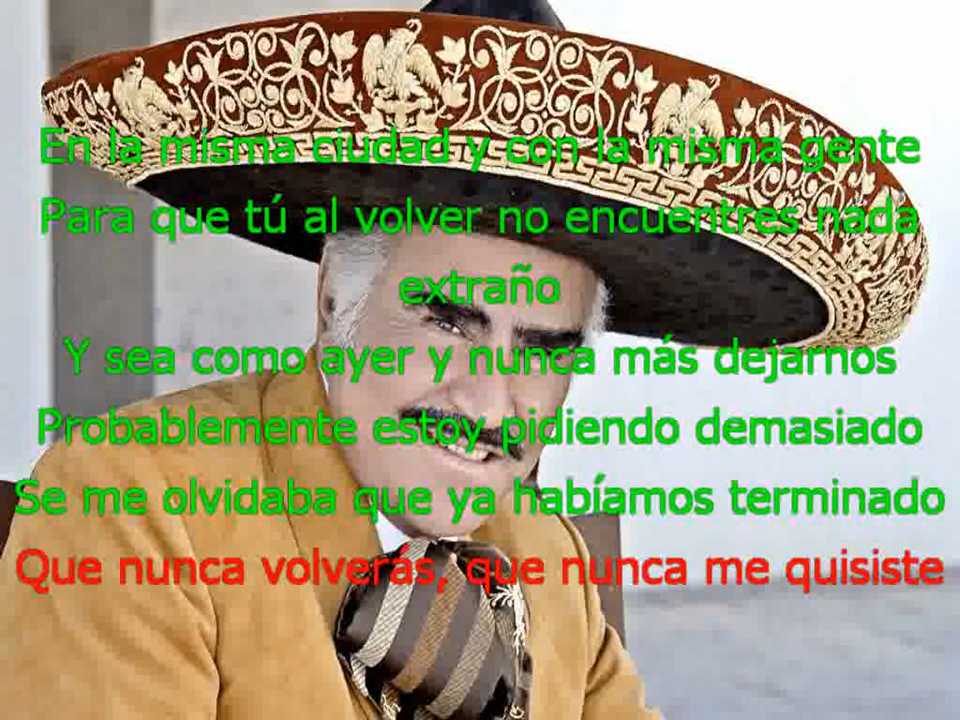 En la misma ciudad y con la misma gente
Para que tú al volver no encuentres nada
extraño
Y sea como ayer y nunca más dejarnos
Probablemente estoy pidiendo demasiado
Se me olvidaba que ya habíamos terminado
Que nunca volverás, que nunca me quisiste